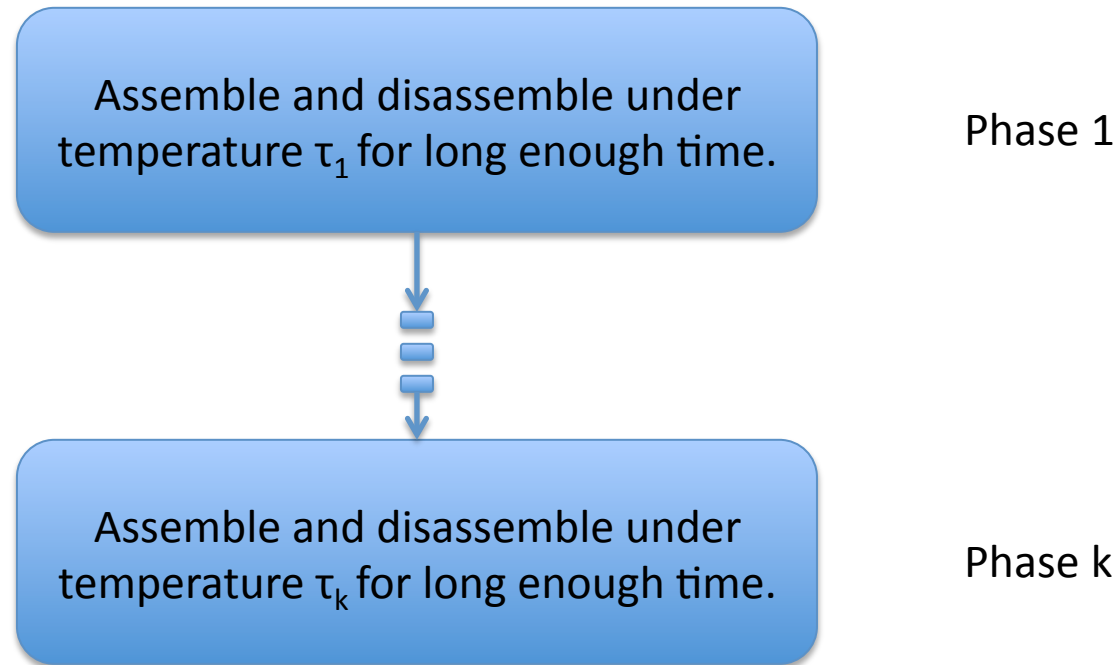 Assemble and disassemble under
temperature τ₁ for long enough time.
Phase 1
Assemble and disassemble under
temperature τₖ for long enough time.
Phase k